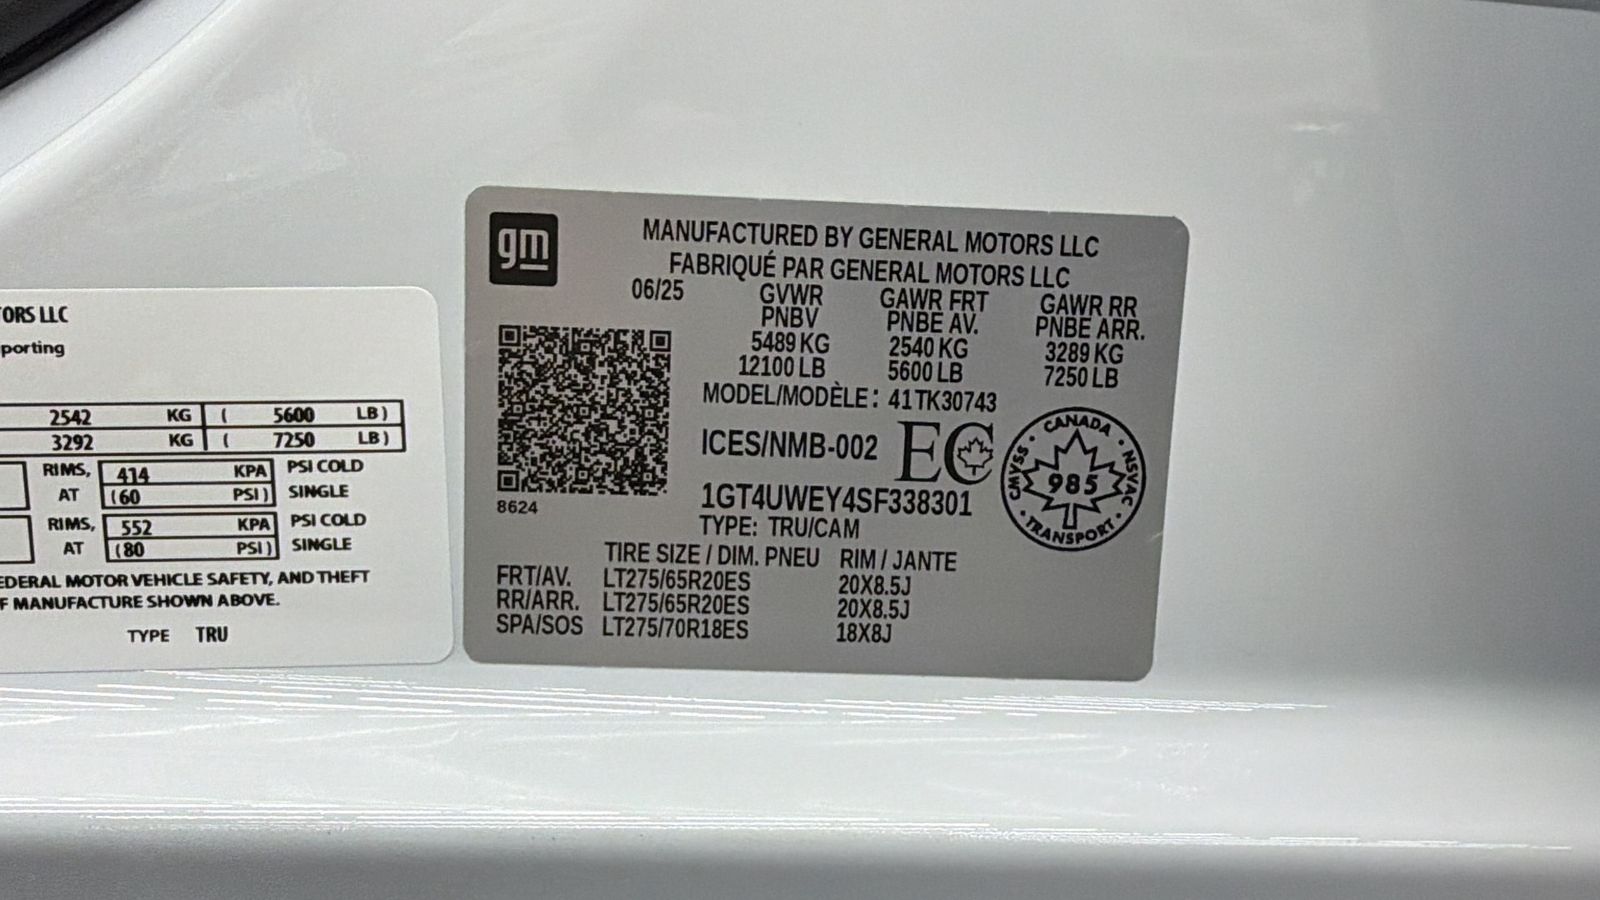 TORS LLC
porting
2542 KG ( 5600 LB )
3292 KG ( 7250 LB )
RIMS, 414 KPA PSI COLD
AT (60 PSI) SINGLE
RIMS, 552 KPA PSI COLD
AT (80 PSI) SINGLE
EDERAL MOTOR VEHICLE SAFETY, AND THEFT
F MANUFACTURE SHOWN ABOVE.
TYPE TRU
gm
MANUFACTURED BY GENERAL MOTORS LLC
FABRIQUÉ PAR GENERAL MOTORS LLC
06/25 GVWR GAWR FRT GAWR RR
PNBV PNBE AV. PNBE ARR.
5489 KG 2540 KG 3289 KG
12100 LB 5600 LB 7250 LB
MODEL/MODÈLE: 41TK30743
ICES/NMB-002 EC
CANADA
CMVSS NSVAC
985
TRANSPORT
8624
1GT4UWEY4SF338301
TYPE: TRU/CAM
TIRE SIZE / DIM. PNEU RIM / JANTE
FRT/AV. LT275/65R20ES 20X8.5J
RR/ARR. LT275/65R20ES 20X8.5J
SPA/SOS LT275/70R18ES 18X8J